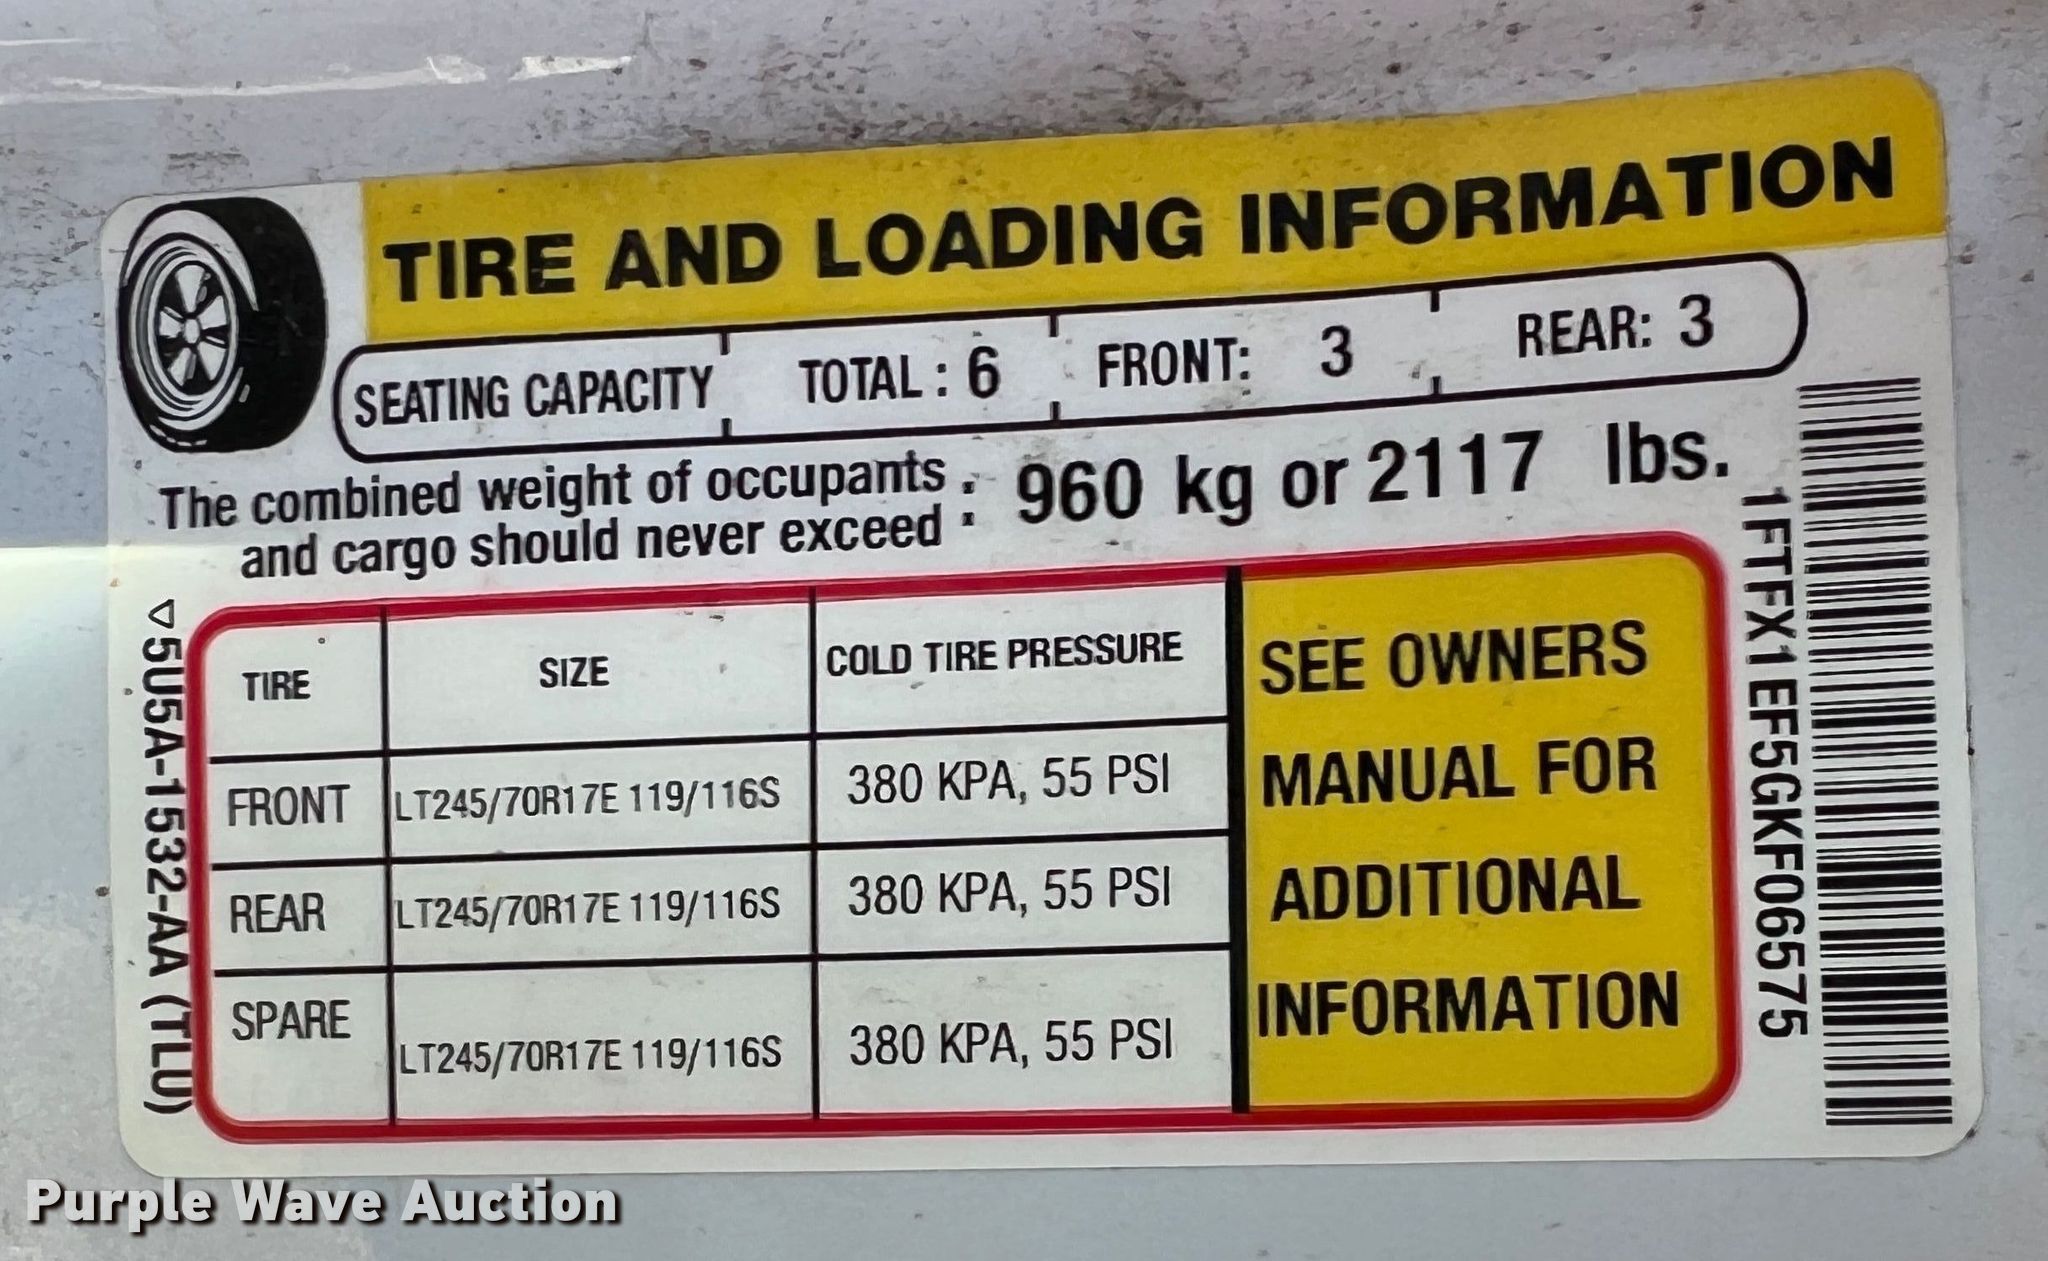 TIRE AND LOADING INFORMATION
SEATING CAPACITY TOTAL : 6 FRONT: 3 REAR: 3
The combined weight of occupants : 960 kg or 2117 lbs.
and cargo should never exceed :
TIRE SIZE COLD TIRE PRESSURE
FRONT LT245/70R17E 119/116S 380 KPA, 55 PSI
REAR LT245/70R17E 119/116S 380 KPA, 55 PSI
SPARE LT245/70R17E 119/116S 380 KPA, 55 PSI
SEE OWNERS
MANUAL FOR
ADDITIONAL
INFORMATION
5U5A-1532-AA (TLU)
1FTFX1EF5GKF06575
Purple Wave Auction